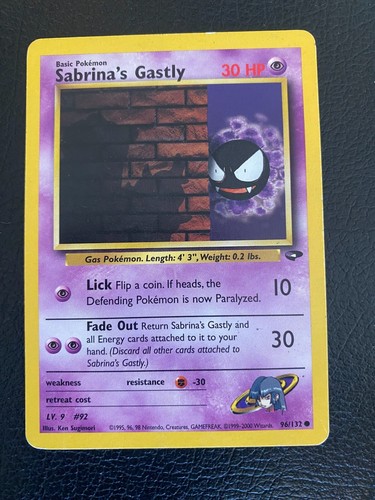 Basic Pokémon
Sabrina's Gastly 30 HP
Gas Pokémon. Length: 4' 3", Weight: 0.2 lbs.
Lick Flip a coin. If heads, the
Defending Pokémon is now Paralyzed.
10
Fade Out Return Sabrina's Gastly and
all Energy cards attached to it to your
hand. (Discard all other cards attached to
Sabrina's Gastly.)
30
weakness resistance -30
retreat cost
LV. 9 #92
Illus. Ken Sugimori ©1995, 96, 98 Nintendo, Creatures, GAMEFREAK. ©1999-2000 Wizards. 96/132